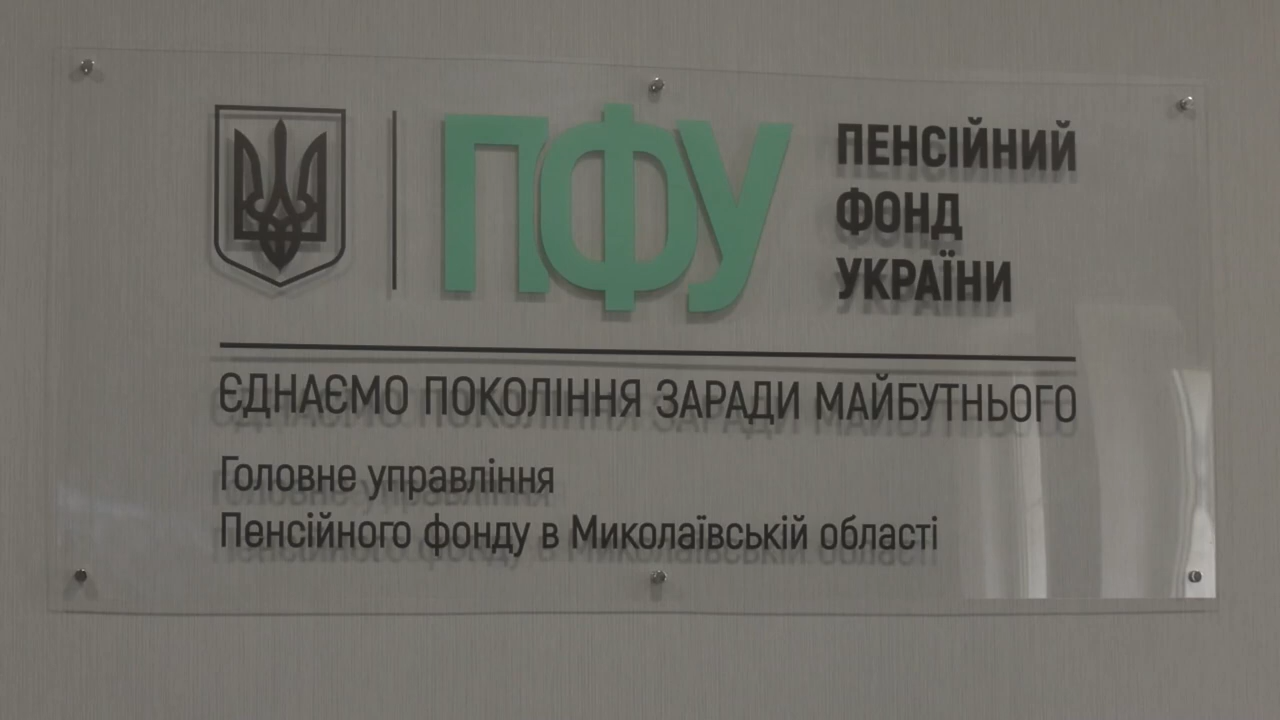 ПФУ
ПЕНСІЙНИЙ
ФОНД
УКРАЇНИ
ЄДНАЄМО ПОКОЛІННЯ ЗАРАДИ МАЙБУТНЬОГО
Головне управління
Пенсійного фонду в Миколаївській області